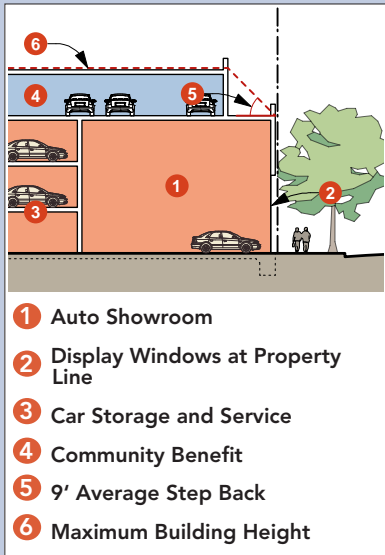 6
4
5
1
2
3
1 Auto Showroom
2 Display Windows at Property
Line
3 Car Storage and Service
4 Community Benefit
5 9’ Average Step Back
6 Maximum Building Height